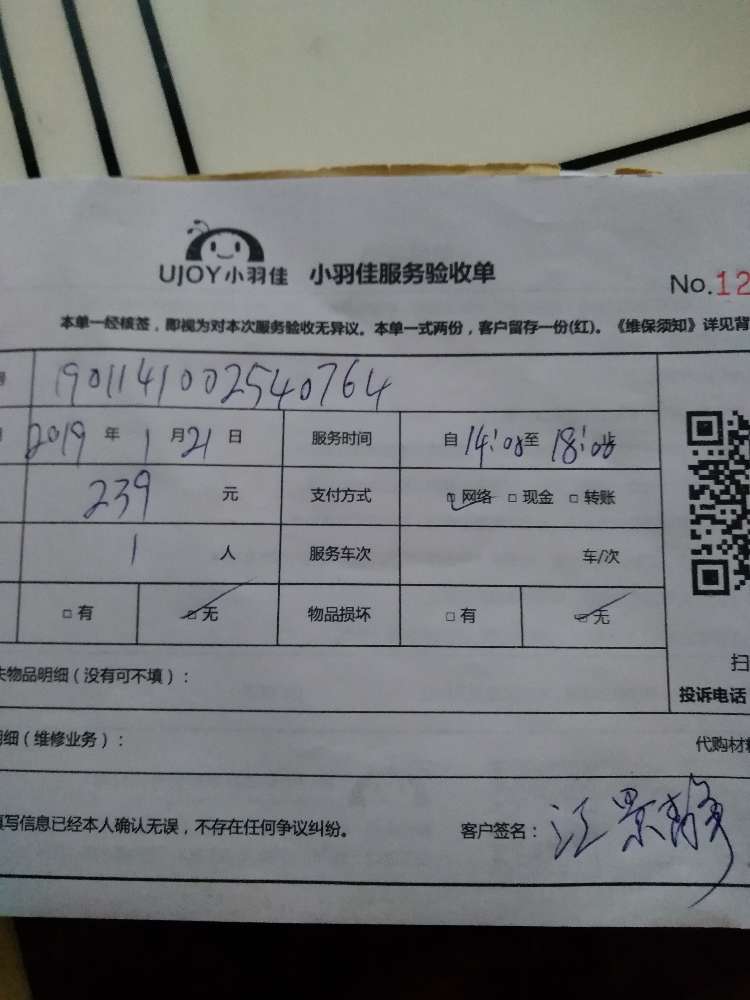 UJOY小羽佳 小羽佳服务验收单
No.12
本单一经核签，即视为对本次服务验收无异议。本单一式两份，客户留存一份(红)。《维保须知》详见背
号 1901141002540764
2019 年 1 月 21 日 服务时间 自 14:08 至 18:08
239 元 支付方式 □ 网络 □ 现金 □ 转账
1 人 服务车次 车/次
□ 有 □ 无 物品损坏 □ 有 □ 无
扫
失物品明细（没有可不填）：
投诉电话
明细（维修业务）：
代购材料
填写信息已经本人确认无误，不存在任何争议纠纷。 客户签名：江景